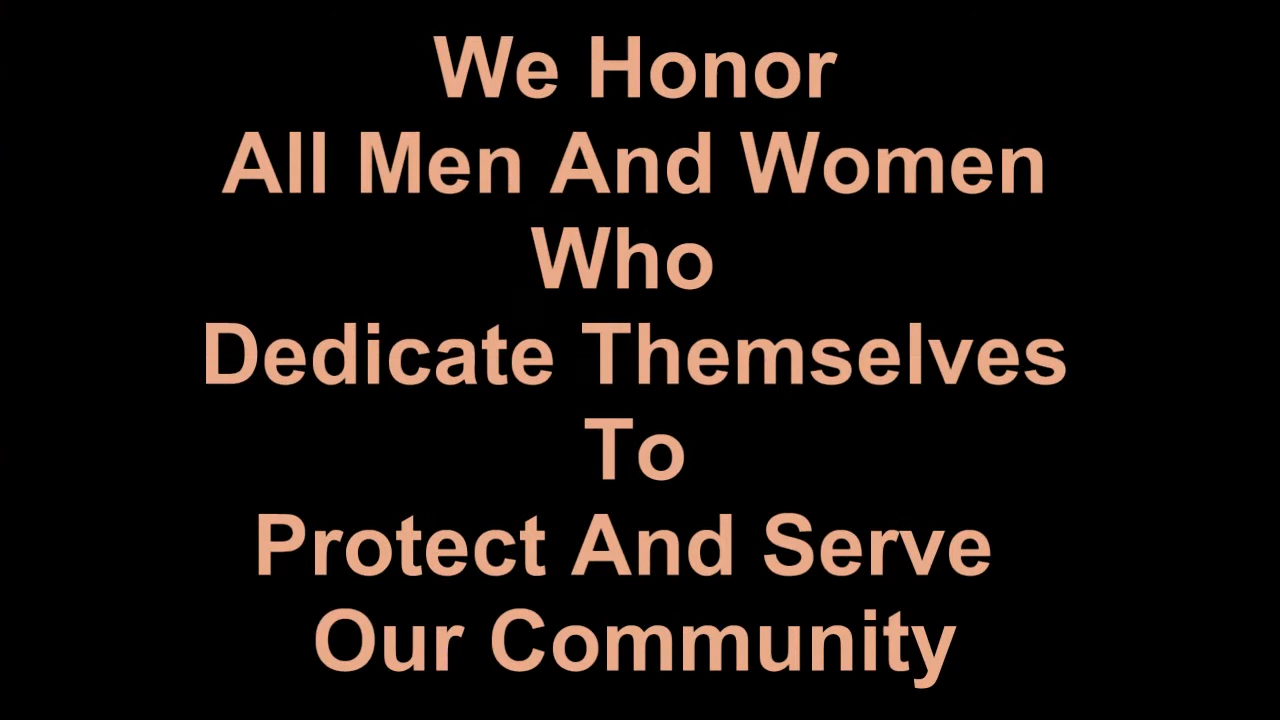 We Honor
All Men And Women
Who
Dedicate Themselves
To
Protect And Serve
Our Community